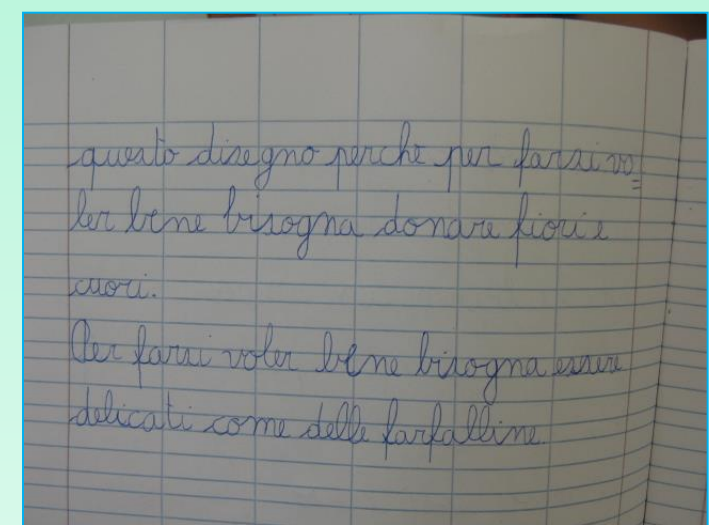 questo disegno perché per farsi vo=
ler bene bisogna donare fiori e
cuori.
Per farsi voler bene bisogna essere
delicati come delle farfalline